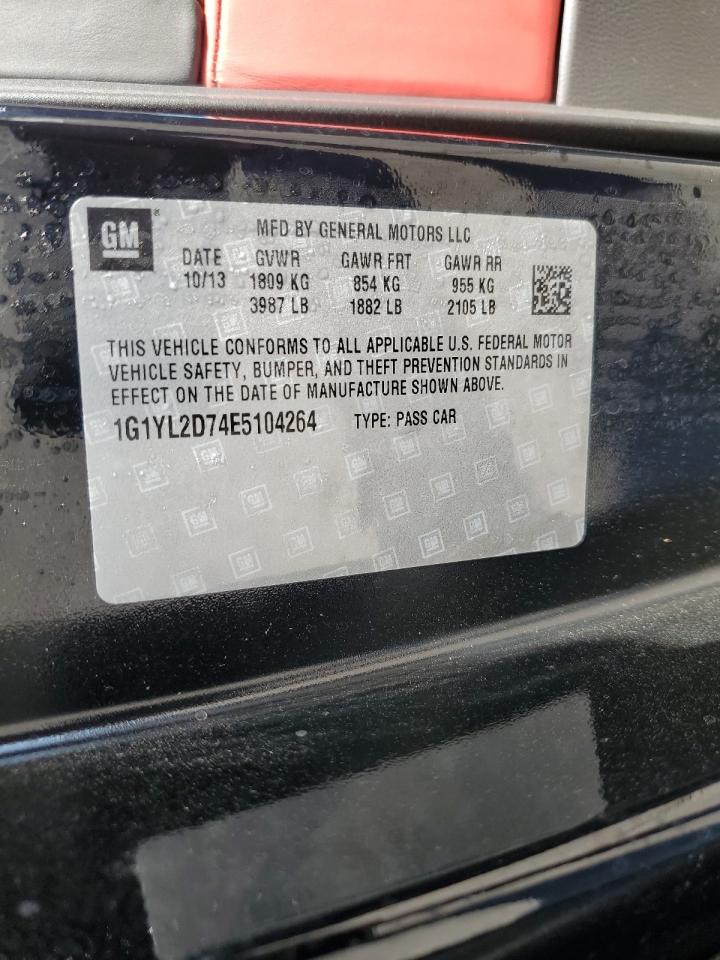 GM
MFD BY GENERAL MOTORS LLC
DATE GVWR GAWR FRT GAWR RR
10/13 1809 KG 854 KG 955 KG
3987 LB 1882 LB 2105 LB
THIS VEHICLE CONFORMS TO ALL APPLICABLE U.S. FEDERAL MOTOR
VEHICLE SAFETY, BUMPER, AND THEFT PREVENTION STANDARDS IN
EFFECT ON THE DATE OF MANUFACTURE SHOWN ABOVE.
1G1YL2D74E5104264 TYPE: PASS CAR